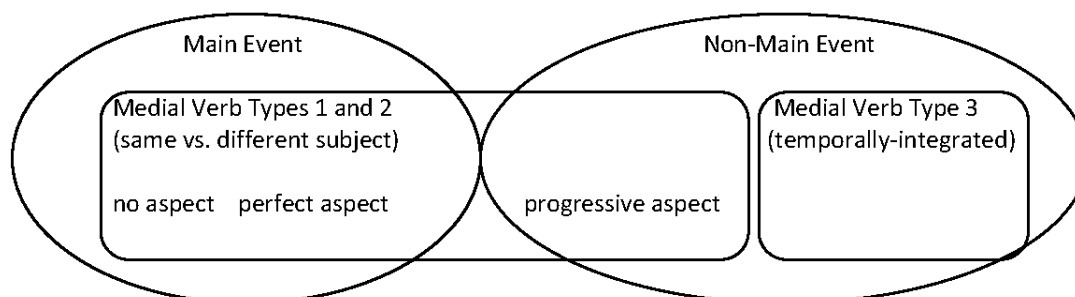 Main Event
Non-Main Event
Medial Verb Types 1 and 2
(same vs. different subject)
Medial Verb Type 3
(temporally-integrated)
no aspect perfect aspect
progressive aspect